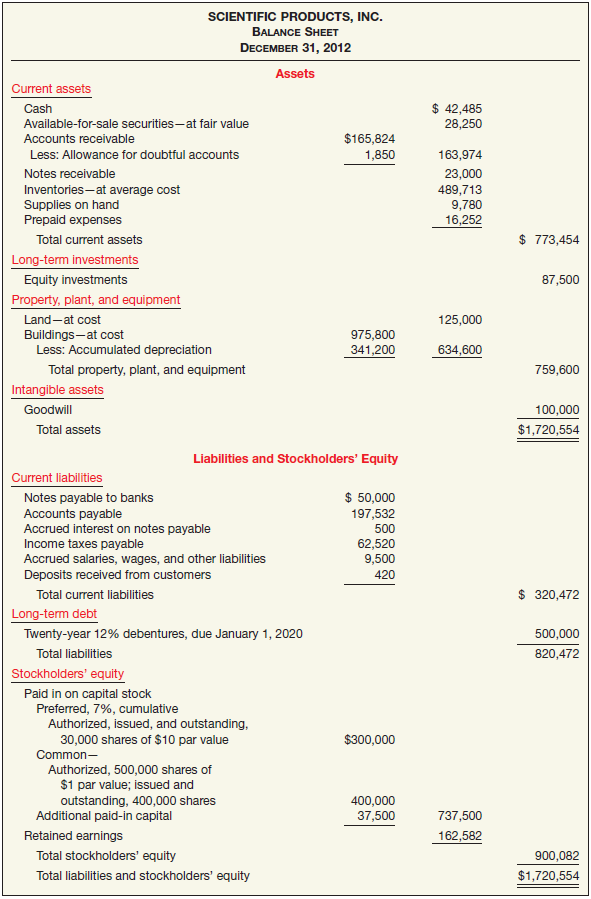 SCIENTIFIC PRODUCTS, INC.
BALANCE SHEET
DECEMBER 31, 2012
Assets
Current assets
Cash $ 42,485
Available-for-sale securities—at fair value 28,250
Accounts receivable $165,824
Less: Allowance for doubtful accounts 1,850 163,974
Notes receivable 23,000
Inventories—at average cost 489,713
Supplies on hand 9,780
Prepaid expenses 16,252
Total current assets $ 773,454
Long-term investments
Equity investments 87,500
Property, plant, and equipment
Land—at cost 125,000
Buildings—at cost 975,800
Less: Accumulated depreciation 341,200 634,600
Total property, plant, and equipment 759,600
Intangible assets
Goodwill 100,000
Total assets $1,720,554
Liabilities and Stockholders' Equity
Current liabilities
Notes payable to banks $ 50,000
Accounts payable 197,532
Accrued interest on notes payable 500
Income taxes payable 62,520
Accrued salaries, wages, and other liabilities 9,500
Deposits received from customers 420
Total current liabilities $ 320,472
Long-term debt
Twenty-year 12% debentures, due January 1, 2020 500,000
Total liabilities 820,472
Stockholders' equity
Paid in on capital stock
Preferred, 7%, cumulative
Authorized, issued, and outstanding,
30,000 shares of $10 par value $300,000
Common—
Authorized, 500,000 shares of
$1 par value; issued and
outstanding, 400,000 shares 400,000
Additional paid-in capital 37,500 737,500
Retained earnings 162,582
Total stockholders' equity 900,082
Total liabilities and stockholders' equity $1,720,554